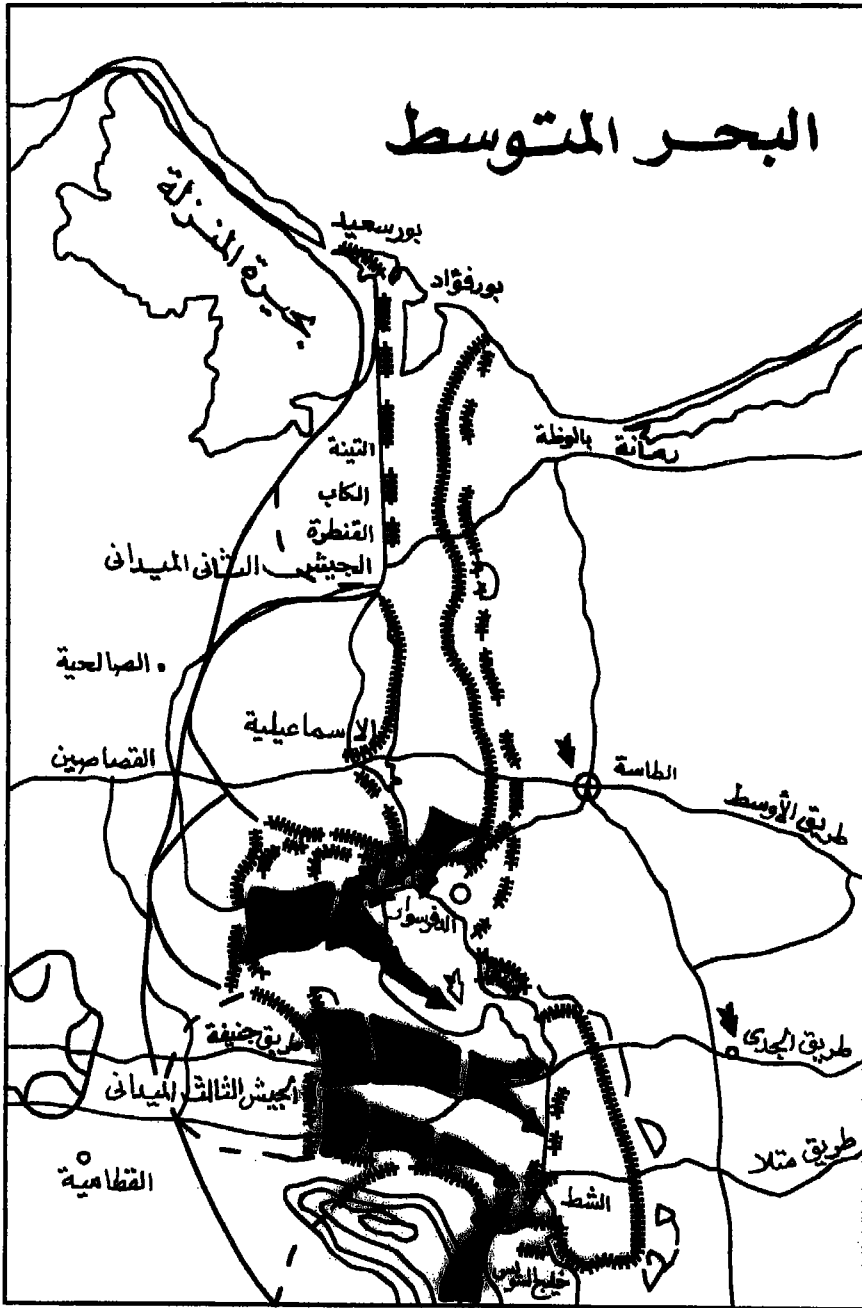 البحر المتوسط
بحيرة المنزلة
بورسعيد
بورفؤاد
رمانة بالوظة
التينة
الكاب
القنطرة
الجيش الثانى الميدانى
الصالحية
الاسماعيلية
القصاصين
الطاسة
طريق الأوسط
الدفرسوار
طريق جنيفة
طريق الجدى
الجيش الثالث الميدانى
طريق متلا
القطامية
الشط
خليج السويس